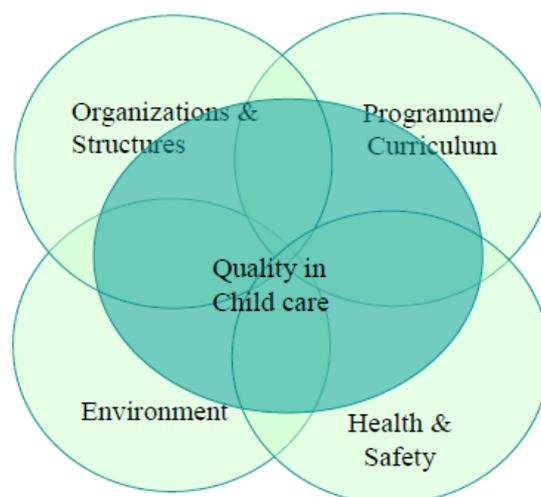 Organizations &
Structures
Programme/
Curriculum
Quality in
Child care
Environment
Health &
Safety